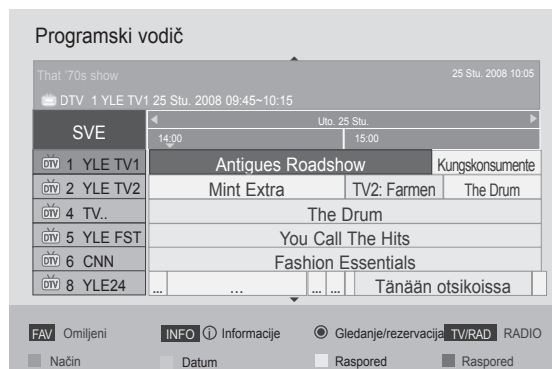 Programski vodič
That '70s show 25 Stu. 2008 10:05
DTV 1 YLE TV1 25 Stu. 2008 09:45~10:15
SVE
Uto. 25 Stu.
14:00 15:00
DTV 1 YLE TV1 Antigues Roadshow Kungskonsumente
DTV 2 YLE TV2 Mint Extra TV2: Farmen The Drum
DTV 4 TV.. The Drum
DTV 5 YLE FST You Call The Hits
DTV 6 CNN Fashion Essentials
DTV 8 YLE24 ... ... ... ... Tänään otsikoissa
FAV Omiljeni INFO i Informacije Gledanje/rezervacija TV/RAD RADIO
Način Datum Raspored Raspored